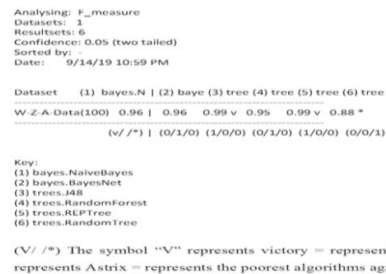 Analysing: F_measure
Datasets: 1
Resultsets: 6
Confidence: 0.05 (two tailed)
Sorted by: -
Date: 9/14/19 10:59 PM
Dataset (1) bayes.N | (2) baye (3) tree (4) tree (5) tree (6) tree
W-Z-A-Data(100) 0.96 | 0.96 0.99 v 0.95 0.99 v 0.88 *
(v/ /*) | (0/1/0) (1/0/0) (0/1/0) (1/0/0) (0/0/1)
Key:
(1) bayes.NaiveBayes
(2) bayes.BayesNet
(3) trees.J48
(4) trees.RandomForest
(5) trees.REPTree
(6) trees.RandomTree
(V/ /*) The symbol “V” represents victory = represen
represents Astrix = represents the poorest algorithms ag